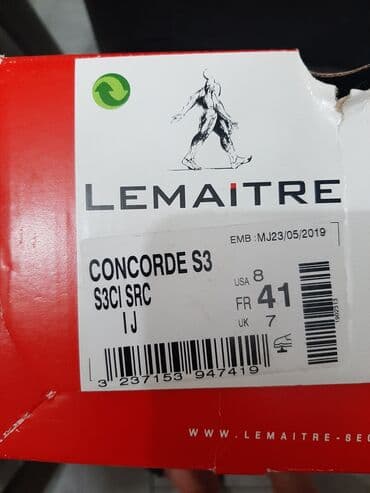 LEMAITRE
EMB :MJ23/05/2019
CONCORDE S3
S3CI SRC
I J
USA 8
FR 41
UK 7
3 237153 947419
WWW.LEMAITRE-SEC